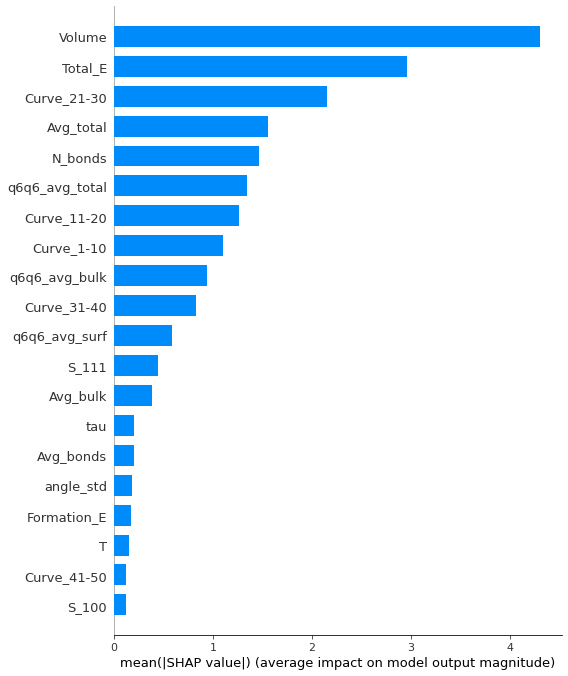 Volume
Total_E
Curve_21-30
Avg_total
N_bonds
q6q6_avg_total
Curve_11-20
Curve_1-10
q6q6_avg_bulk
Curve_31-40
q6q6_avg_surf
S_111
Avg_bulk
tau
Avg_bonds
angle_std
Formation_E
T
Curve_41-50
S_100
0 1 2 3 4
mean(|SHAP value|) (average impact on model output magnitude)